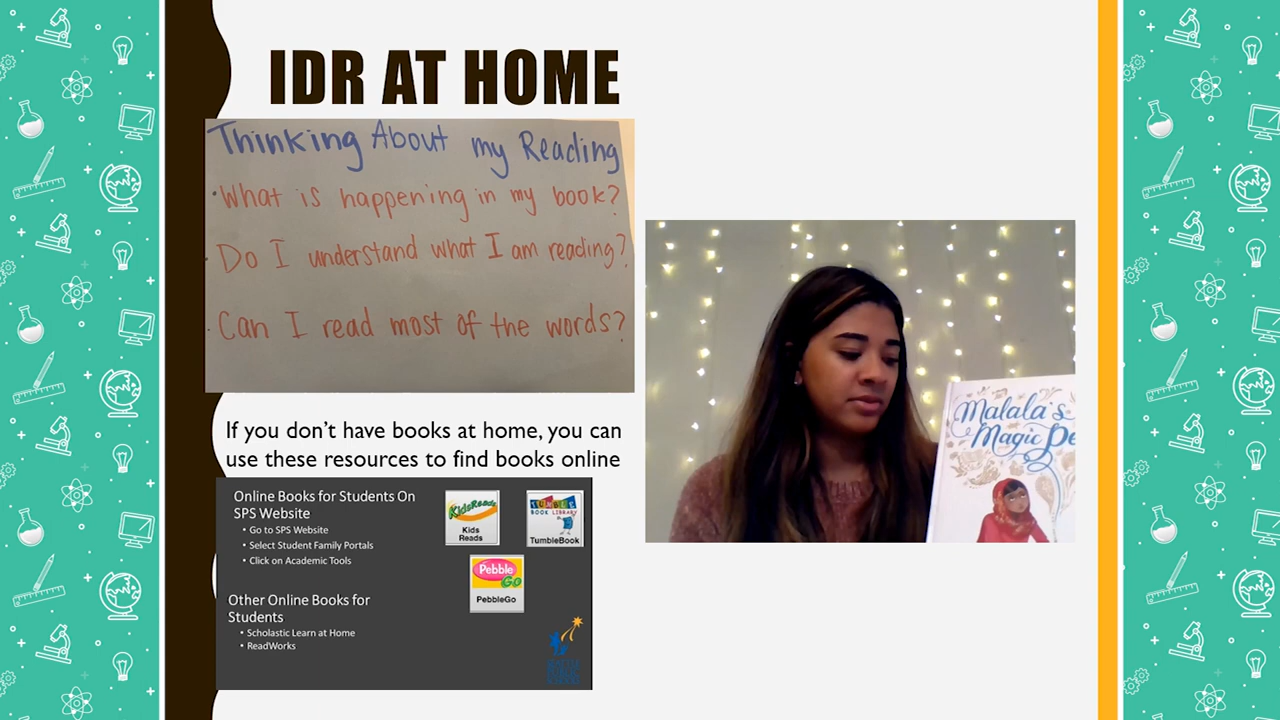 IDR AT HOME
Thinking About my Reading
• What is happening in my book?
• Do I understand what I am reading?
• Can I read most of the words?
If you don't have books at home, you can
use these resources to find books online
Online Books for Students On
SPS Website
• Go to SPS Website
• Select Student Family Portals
• Click on Academic Tools
KidsReads
Kids
Reads
TUMBLE
BOOK LIBRARY
TumbleBook
Pebble
Go
PebbleGo
Other Online Books for
Students
• Scholastic Learn at Home
• ReadWorks
SEATTLE
PUBLIC
SCHOOLS
Malala's
Magic Pe